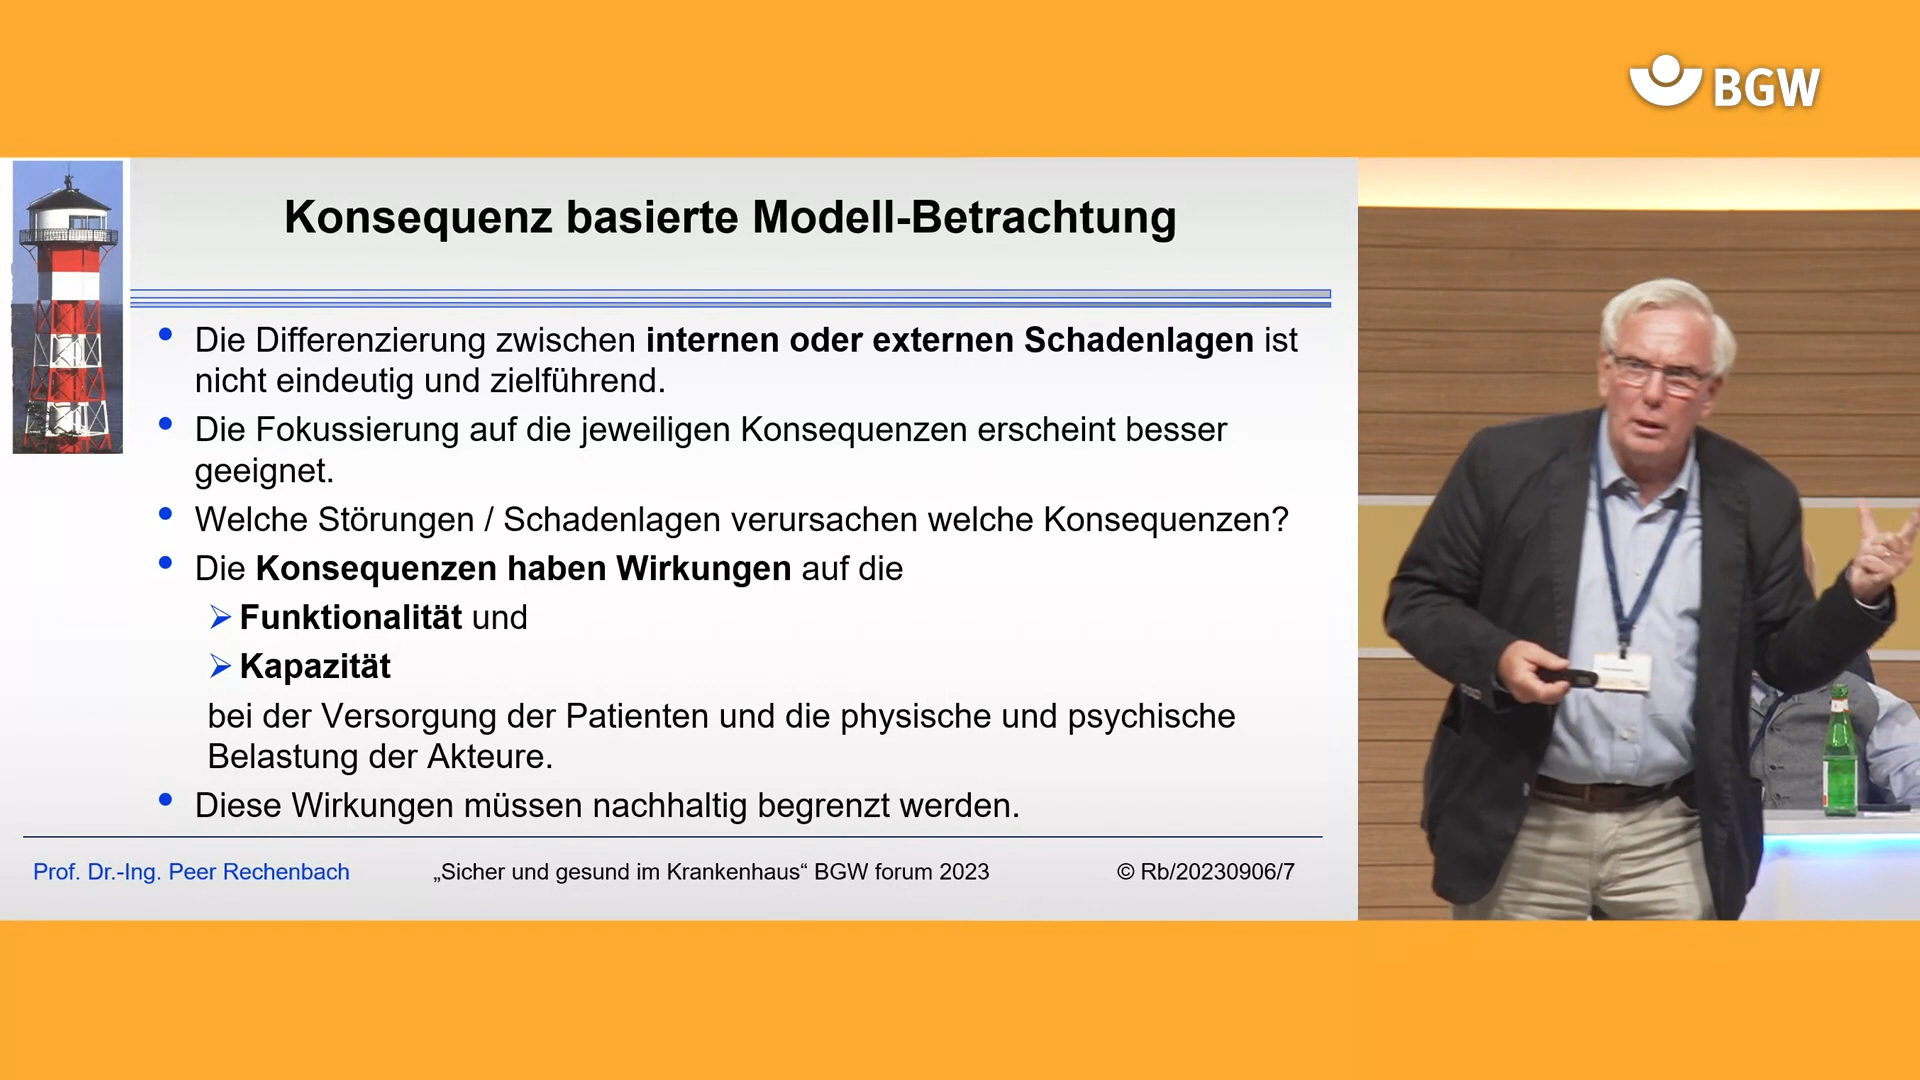 BGW
Konsequenz basierte Modell-Betrachtung
• Die Differenzierung zwischen internen oder externen Schadenlagen ist
nicht eindeutig und zielführend.
• Die Fokussierung auf die jeweiligen Konsequenzen erscheint besser
geeignet.
• Welche Störungen / Schadenlagen verursachen welche Konsequenzen?
• Die Konsequenzen haben Wirkungen auf die
➢ Funktionalität und
➢ Kapazität
bei der Versorgung der Patienten und die physische und psychische
Belastung der Akteure.
• Diese Wirkungen müssen nachhaltig begrenzt werden.
Prof. Dr.-Ing. Peer Rechenbach „Sicher und gesund im Krankenhaus“ BGW forum 2023 © Rb/20230906/7